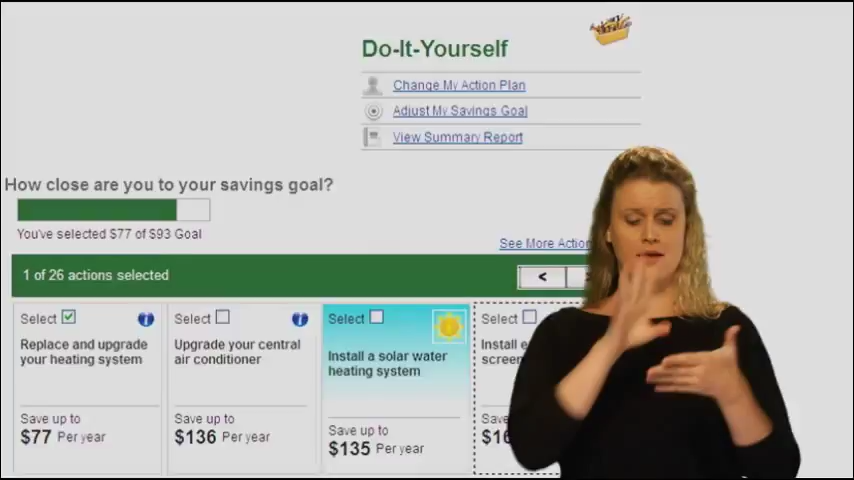 Do-It-Yourself
Change My Action Plan
Adjust My Savings Goal
View Summary Report
How close are you to your savings goal?
You've selected $77 of $93 Goal
See More
1 of 26 actions selected
<
Select
Replace and upgrade
your heating system
Save up to
$77 Per year
Select
Upgrade your central
air conditioner
Save up to
$136 Per year
Select
Install a solar water
heating system
Save up to
$135 Per year
Select
Install